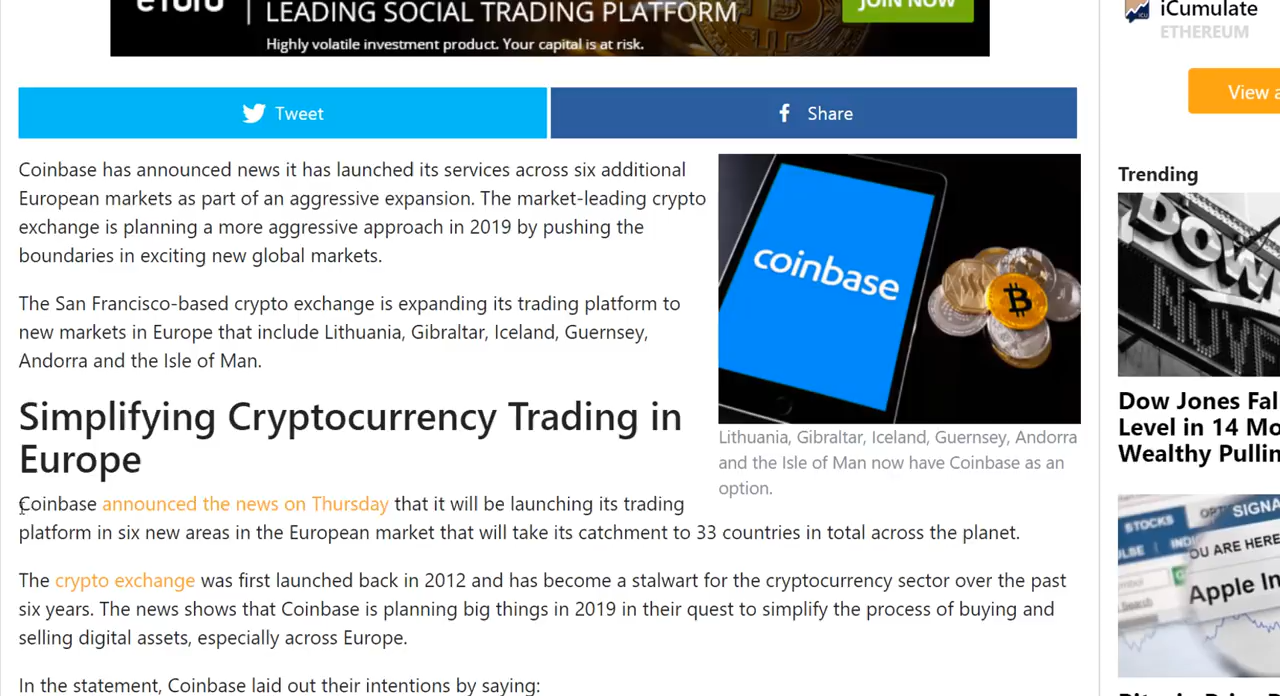 LEADING SOCIAL TRADING PLATFORM
JOIN NOW
Highly volatile investment product. Your capital is at risk.
iCumulate
ETHEREUM
View a
Tweet
Share
Coinbase has announced news it has launched its services across six additional
European markets as part of an aggressive expansion. The market-leading crypto
exchange is planning a more aggressive approach in 2019 by pushing the
boundaries in exciting new global markets.
The San Francisco-based crypto exchange is expanding its trading platform to
new markets in Europe that include Lithuania, Gibraltar, Iceland, Guernsey,
Andorra and the Isle of Man.
coinbase
Lithuania, Gibraltar, Iceland, Guernsey, Andorra
and the Isle of Man now have Coinbase as an
option.
Simplifying Cryptocurrency Trading in
Europe
Coinbase announced the news on Thursday that it will be launching its trading
platform in six new areas in the European market that will take its catchment to 33 countries in total across the planet.
The crypto exchange was first launched back in 2012 and has become a stalwart for the cryptocurrency sector over the past
six years. The news shows that Coinbase is planning big things in 2019 in their quest to simplify the process of buying and
selling digital assets, especially across Europe.
In the statement, Coinbase laid out their intentions by saying:
Trending
DOW
Dow Jones Fal
Level in 14 Mo
Wealthy Pullin
STOCKS
SIGNA
OU ARE HERE
Search
Apple In